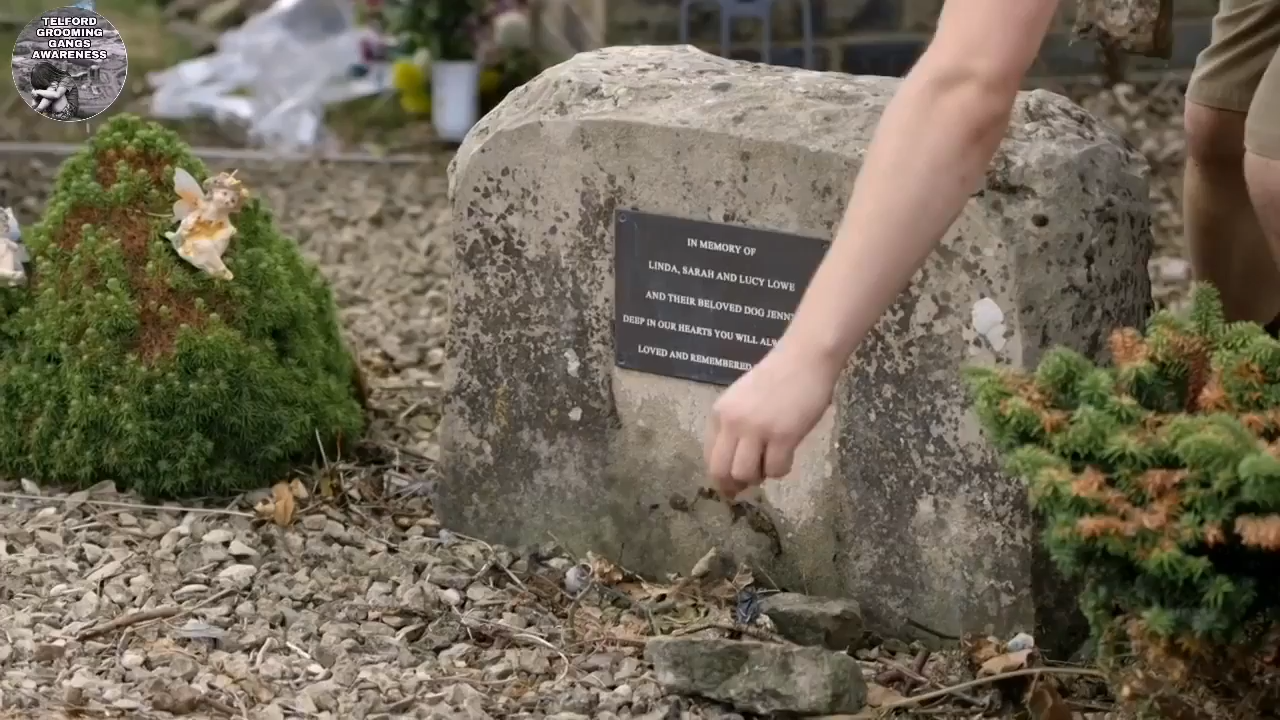 TELFORD
GROOMING
GANGS
AWARENESS
IN MEMORY OF
LINDA, SARAH AND LUCY LOWE
AND THEIR BELOVED DOG
DEEP IN OUR HEARTS YOU WILL
LOVED AND REMEMBERED